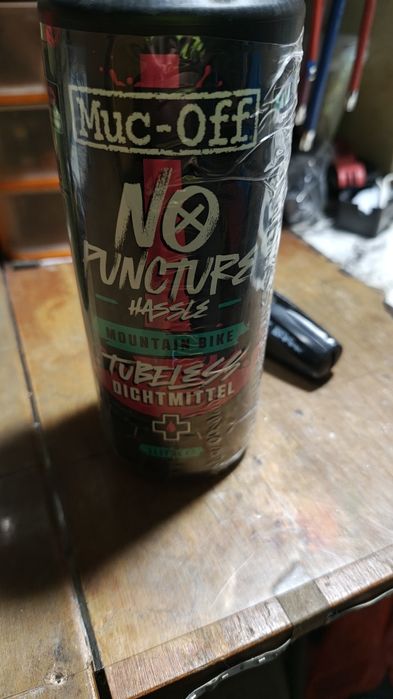 Muc-Off
NO
PUNCTURE
HASSLE
MOUNTAIN BIKE
TUBELESS
DICHTMITTEL